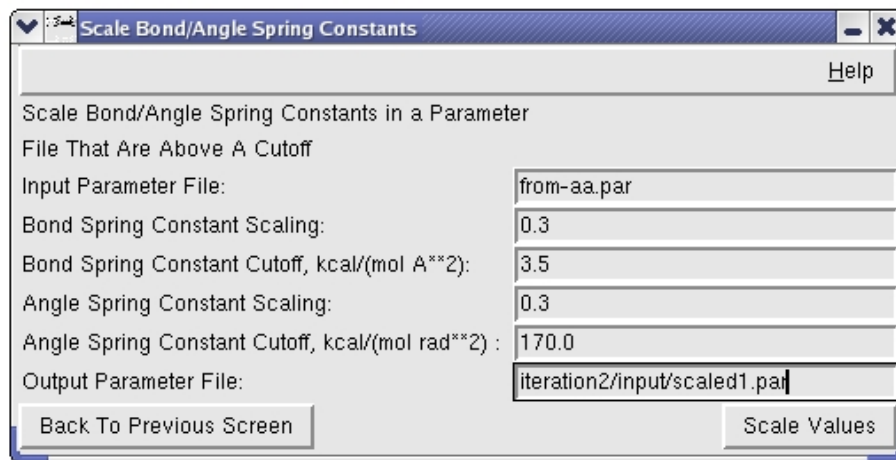 Scale Bond/Angle Spring Constants
Help
Scale Bond/Angle Spring Constants in a Parameter
File That Are Above A Cutoff
Input Parameter File: from-aa.par
Bond Spring Constant Scaling: 0.3
Bond Spring Constant Cutoff, kcal/(mol A**2): 3.5
Angle Spring Constant Scaling: 0.3
Angle Spring Constant Cutoff, kcal/(mol rad**2) : 170.0
Output Parameter File: iteration2/input/scaled1.par
Back To Previous Screen Scale Values